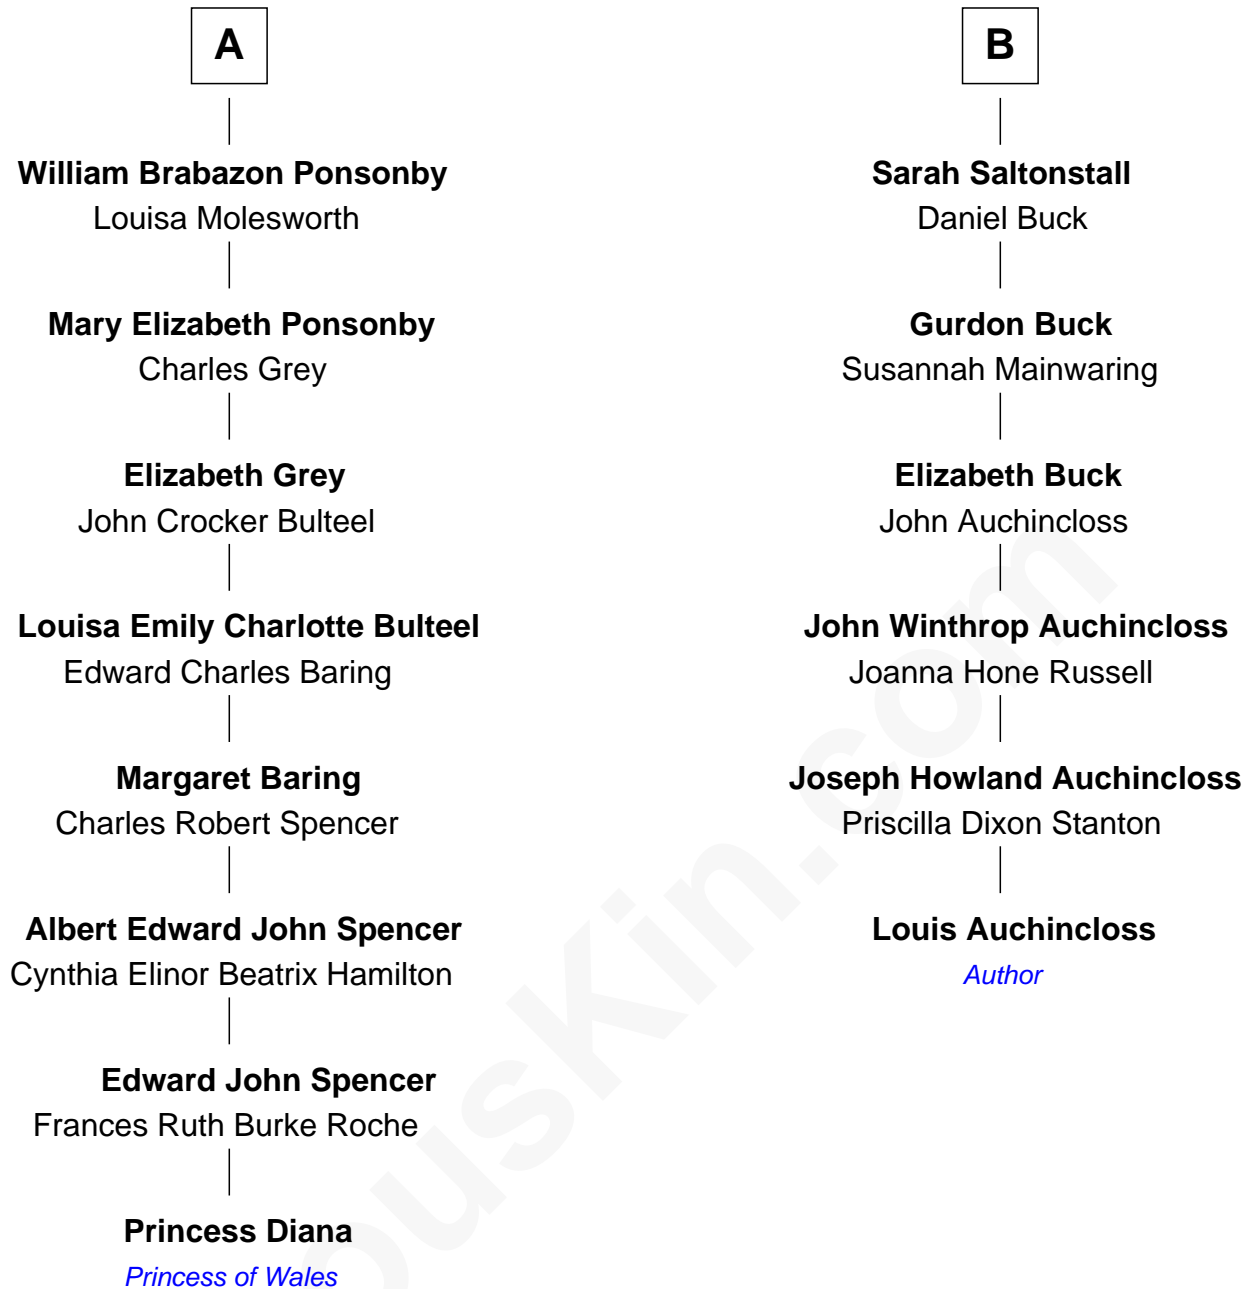 A
William Brabazon Ponsonby
Louisa Molesworth
Mary Elizabeth Ponsonby
Charles Grey
Elizabeth Grey
John Crocker Bulteel
Louisa Emily Charlotte Bulteel
Edward Charles Baring
Margaret Baring
Charles Robert Spencer
Albert Edward John Spencer
Cynthia Elinor Beatrix Hamilton
Edward John Spencer
Frances Ruth Burke Roche
Princess Diana
Princess of Wales
B
Sarah Saltonstall
Daniel Buck
Gurdon Buck
Susannah Mainwaring
Elizabeth Buck
John Auchincloss
John Winthrop Auchincloss
Joanna Hone Russell
Joseph Howland Auchincloss
Priscilla Dixon Stanton
Louis Auchincloss
Author
ousKin.com